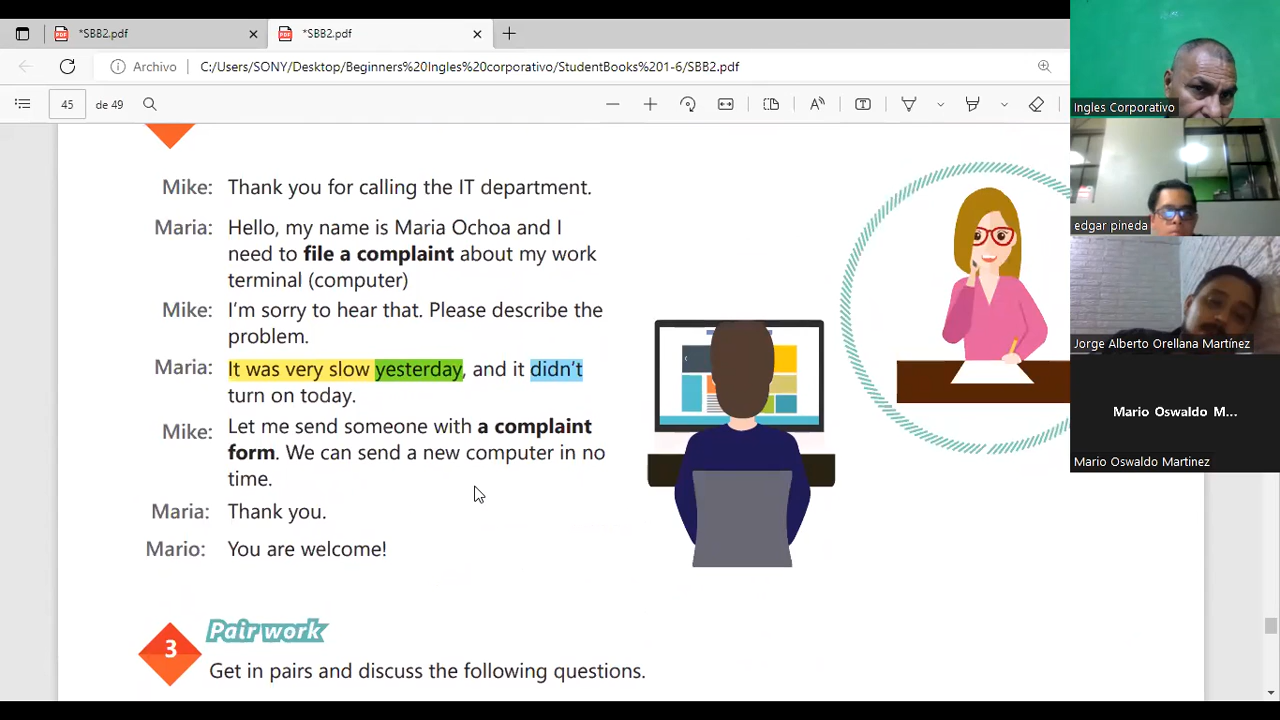 *SBB2.pdf
*SBB2.pdf
Archivo
C:/Users/SONY/Desktop/Beginners%20Ingles%20corporativo/StudentBooks%201-6/SBB2.pdf
45 de 49
Mike: Thank you for calling the IT department.
Maria: Hello, my name is Maria Ochoa and I
need to file a complaint about my work
terminal (computer)
Mike: I'm sorry to hear that. Please describe the
problem.
Maria: It was very slow yesterday, and it didn't
turn on today.
Mike: Let me send someone with a complaint
form. We can send a new computer in no
time.
Maria: Thank you.
Mario: You are welcome!
3
Pair work
Get in pairs and discuss the following questions.
Ingles Corporativo
edgar pineda
Jorge Alberto Orellana Martínez
Mario Oswaldo M...
Mario Oswaldo Martinez